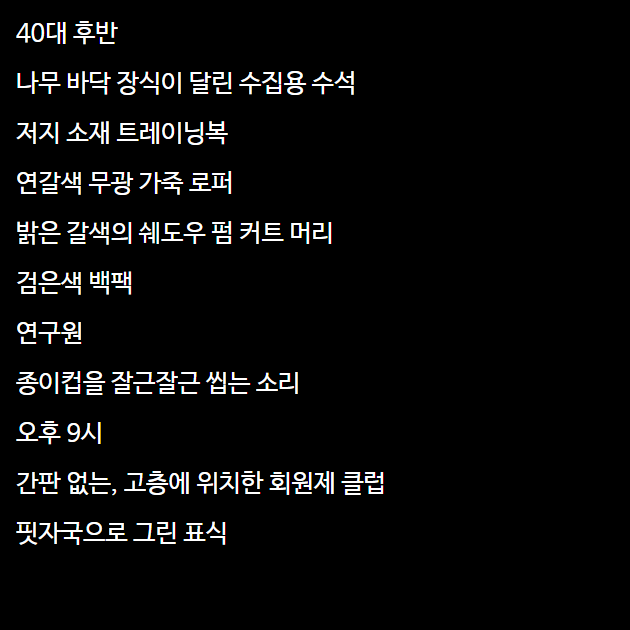 40대 후반
나무 바닥 장식이 달린 수집용 수석
저지 소재 트레이닝복
연갈색 무광 가죽 로퍼
밝은 갈색의 쉐도우 펌 커트 머리
검은색 백팩
연구원
종이컵을 잘근잘근 씹는 소리
오후 9시
간판 없는, 고층에 위치한 회원제 클럽
핏자국으로 그린 표식